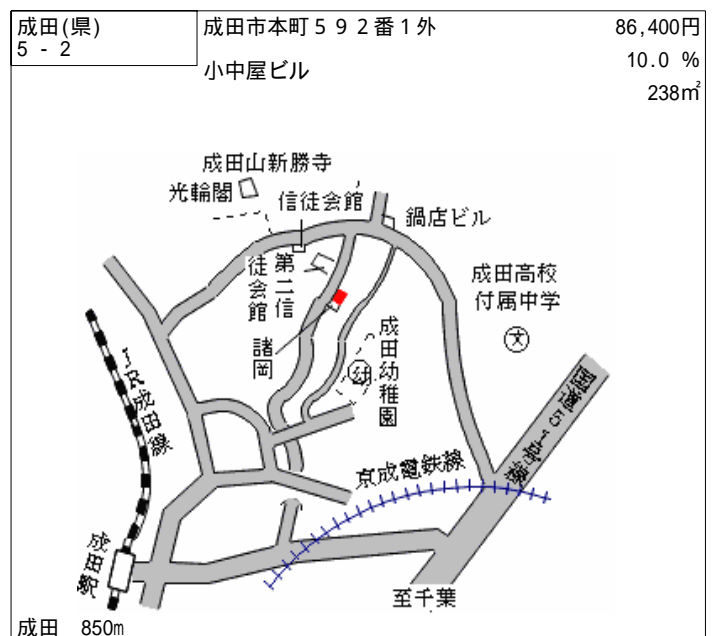 成田(県)
5 - 2
成田市本町５９２番１外
小中屋ビル
86,400円
10.0 %
238㎡
成田山新勝寺
光輪閣
信徒会館
鍋店ビル
第二信
徒会館
諸岡
成田高校
付属中学
文
成田幼稚園
幼
JR成田線
国道51号線
京成電鉄線
成田駅
至千葉
成田 850m